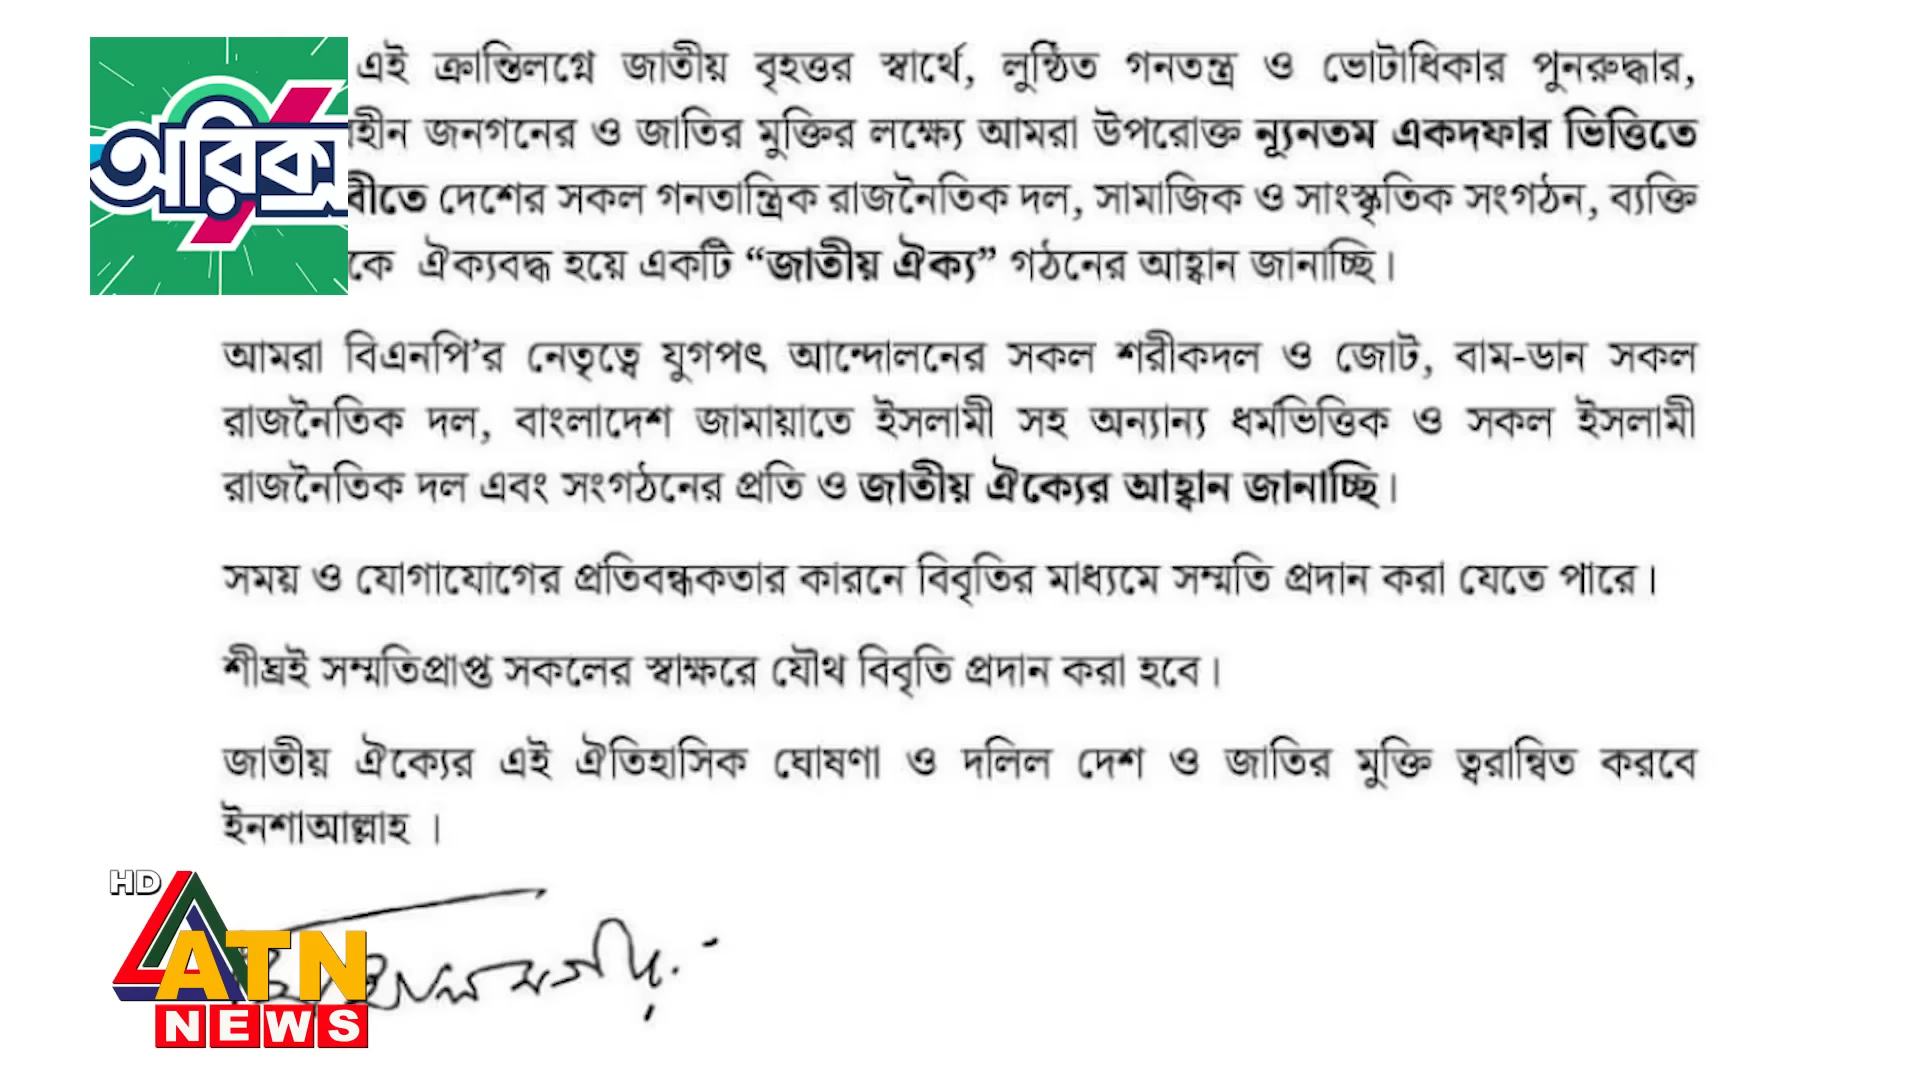 অরিক্স
এই ক্রান্তিলগ্নে জাতীয় বৃহত্তর স্বার্থে, লুন্ঠিত গনতন্ত্র ও ভোটাধিকার পুনরুদ্ধার,
হীন জনগনের ও জাতির মুক্তির লক্ষ্যে আমরা উপরোক্ত ন্যূনতম একদফার ভিত্তিতে
বীতে দেশের সকল গনতান্ত্রিক রাজনৈতিক দল, সামাজিক ও সাংস্কৃতিক সংগঠন, ব্যক্তি
কে ঐক্যবদ্ধ হয়ে একটি “জাতীয় ঐক্য” গঠনের আহ্বান জানাচ্ছি।
আমরা বিএনপি’র নেতৃত্বে যুগপৎ আন্দোলনের সকল শরীকদল ও জোট, বাম-ডান সকল
রাজনৈতিক দল, বাংলাদেশ জামায়াতে ইসলামী সহ অন্যান্য ধর্মভিত্তিক ও সকল ইসলামী
রাজনৈতিক দল এবং সংগঠনের প্রতি ও জাতীয় ঐক্যের আহ্বান জানাচ্ছি।
সময় ও যোগাযোগের প্রতিবন্ধকতার কারনে বিবৃতির মাধ্যমে সম্মতি প্রদান করা যেতে পারে।
শীঘ্রই সম্মতিপ্রাপ্ত সকলের স্বাক্ষরে যৌথ বিবৃতি প্রদান করা হবে।
জাতীয় ঐক্যের এই ঐতিহাসিক ঘোষণা ও দলিল দেশ ও জাতির মুক্তি ত্বরান্বিত করবে
ইনশাআল্লাহ ।
HD
ATN
NEWS